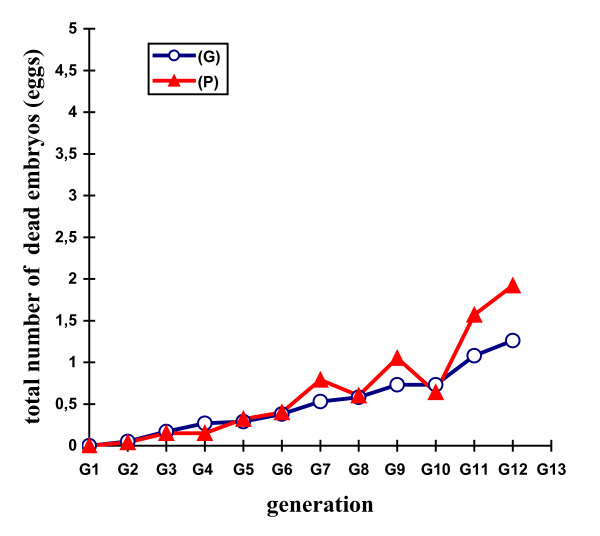 total number of dead embryos (eggs)
5
4,5
4
3,5
3
2,5
2
1,5
1
0,5
0
(G)
(P)
G1 G2 G3 G4 G5 G6 G7 G8 G9 G10 G11 G12 G13
generation